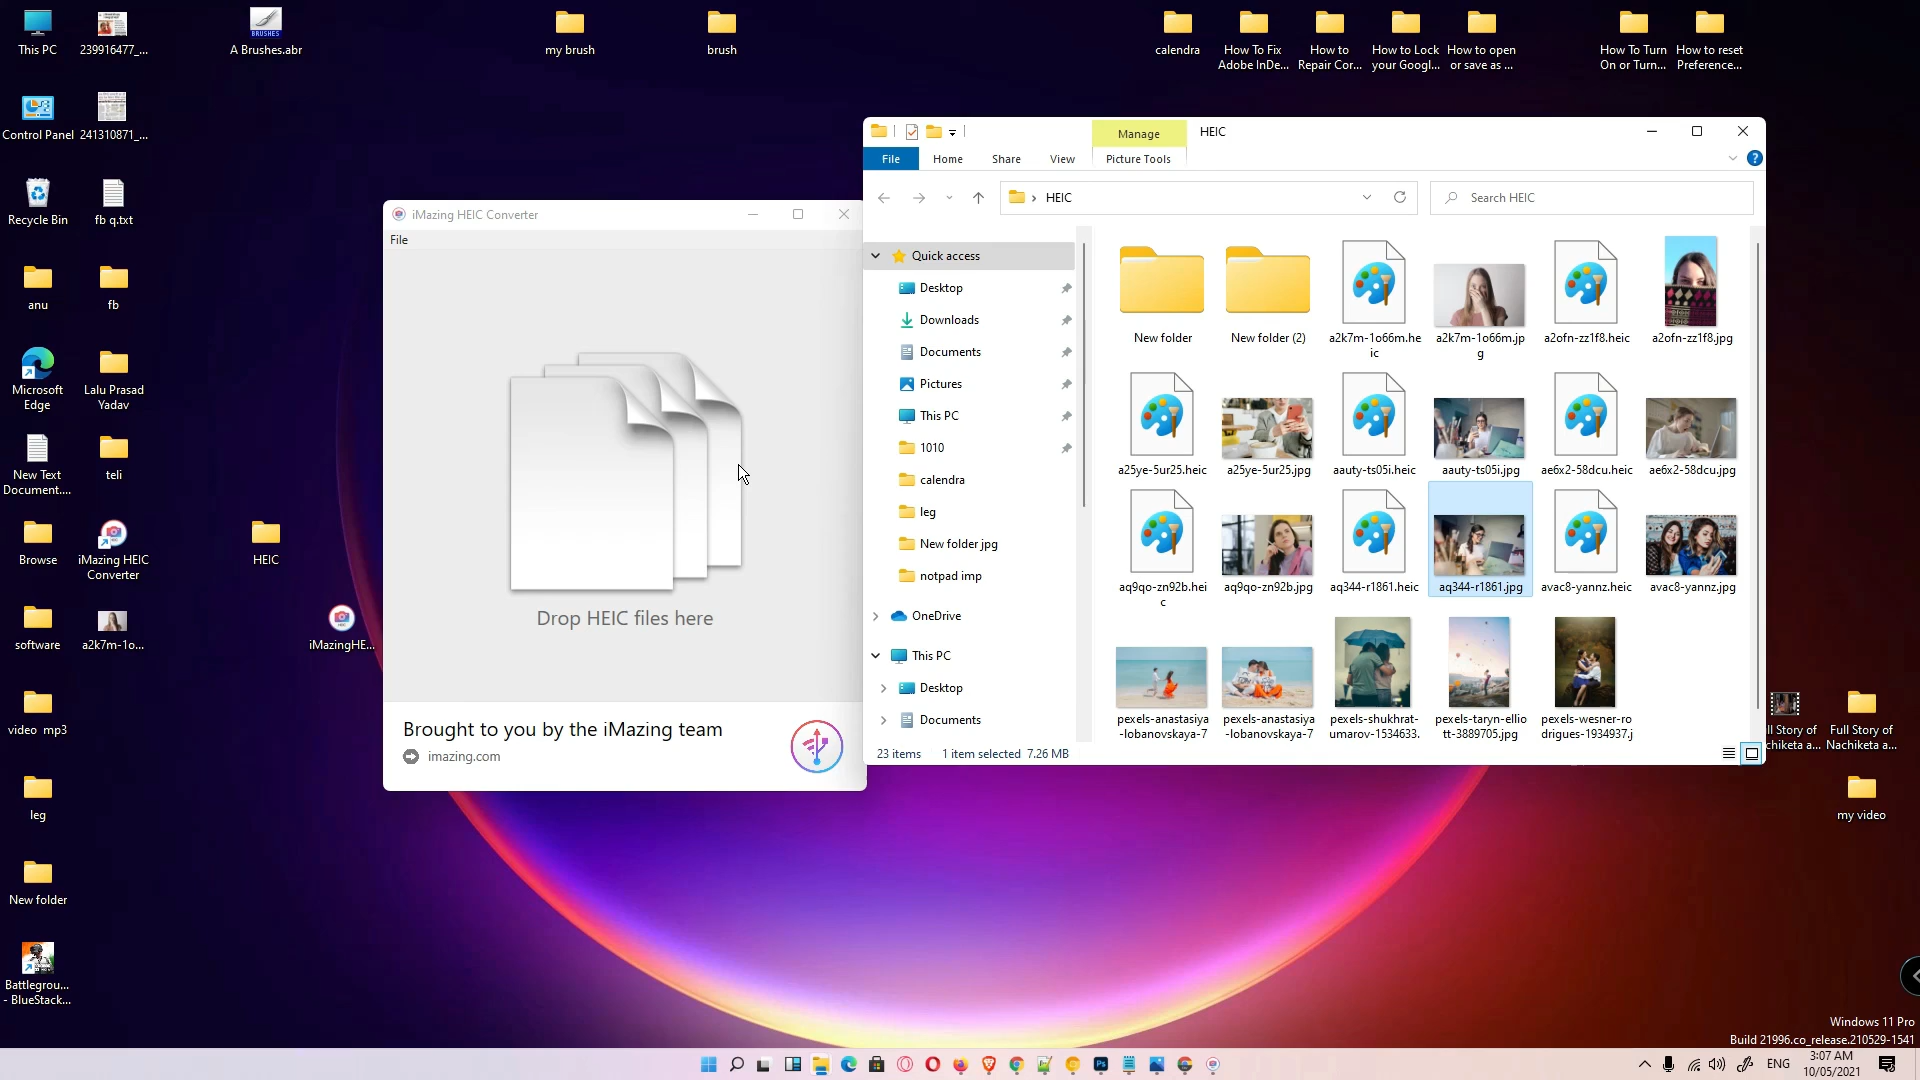 This PC
239916477_...
A Brushes.abr
my brush
brush
calendra
How To Fix
Adobe InDe...
How to
Repair Cor...
How to Lock
your Googl...
How to open
or save as ...
How To Turn
On or Turn...
How to reset
Preference...
Control Panel
241310871_...
Recycle Bin
fb q.txt
anu
fb
Microsoft
Edge
Lalu Prasad
Yadav
New Text
Document....
teli
Browse
iMazing HEIC
Converter
HEIC
software
a2k7m-1o...
iMazingHE...
video mp3
leg
New folder
Battlegrou...
- BlueStack...
iMazing HEIC Converter
File
Drop HEIC files here
Brought to you by the iMazing team
imazing.com
Manage
HEIC
File
Home
Share
View
Picture Tools
HEIC
Search HEIC
Quick access
Desktop
Downloads
Documents
Pictures
This PC
1010
calendra
leg
New folder jpg
notpad imp
OneDrive
This PC
Desktop
Documents
New folder
New folder (2)
a2k7m-1o66m.he
ic
a2k7m-1o66m.jp
g
a2ofn-zz1f8.heic
a2ofn-zz1f8.jpg
a25ye-5ur25.heic
a25ye-5ur25.jpg
aauty-ts05i.heic
aauty-ts05i.jpg
ae6x2-58dcu.heic
ae6x2-58dcu.jpg
aq9qo-zn92b.hei
c
aq9qo-zn92b.jpg
aq344-r1861.heic
aq344-r1861.jpg
avac8-yannz.heic
avac8-yannz.jpg
pexels-anastasiya
-lobanovskaya-7
pexels-anastasiya
-lobanovskaya-7
pexels-shukhrat-
umarov-1534633.
pexels-taryn-ellio
tt-3889705.jpg
pexels-wesner-ro
drigues-1934937.j
23 items
1 item selected 7.26 MB
ll Story of
chiketa a...
Full Story of
Nachiketa a...
my video
Windows 11 Pro
Build 21996.co_release.210529-1541
ENG
3:07 AM
10/05/2021